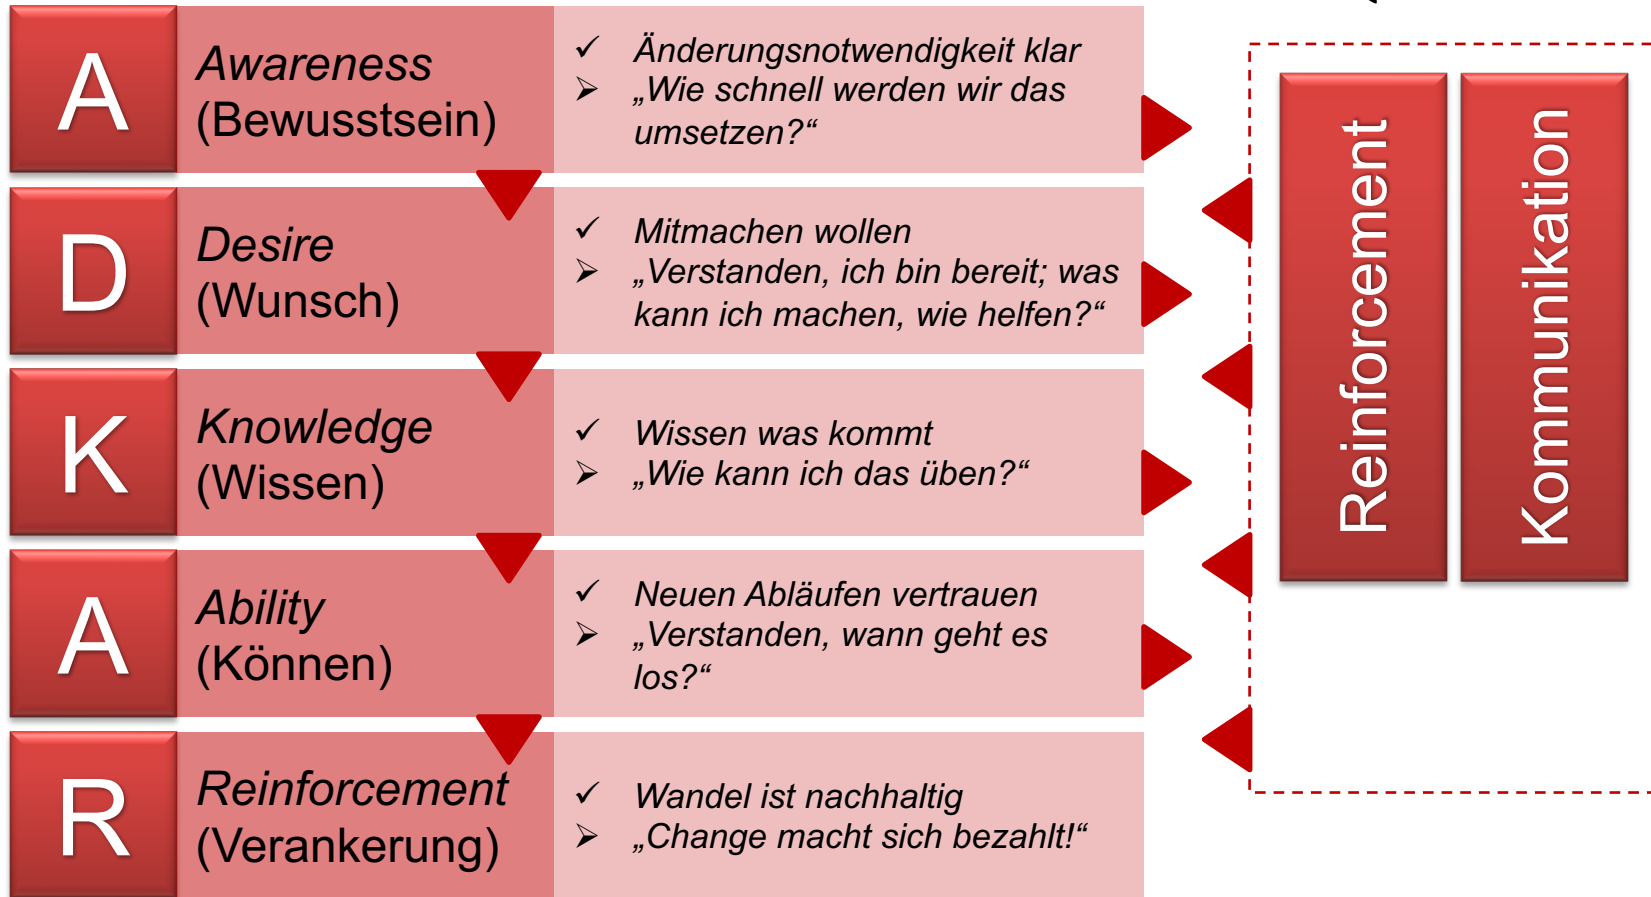 A
Awareness
(Bewusstsein)
✓ Änderungsnotwendigkeit klar
➢ „Wie schnell werden wir das
umsetzen?“
D
Desire
(Wunsch)
✓ Mitmachen wollen
➢ „Verstanden, ich bin bereit; was
kann ich machen, wie helfen?“
K
Knowledge
(Wissen)
✓ Wissen was kommt
➢ „Wie kann ich das üben?“
A
Ability
(Können)
✓ Neuen Abläufen vertrauen
➢ „Verstanden, wann geht es
los?“
R
Reinforcement
(Verankerung)
✓ Wandel ist nachhaltig
➢ „Change macht sich bezahlt!“
Reinforcement
Kommunikation